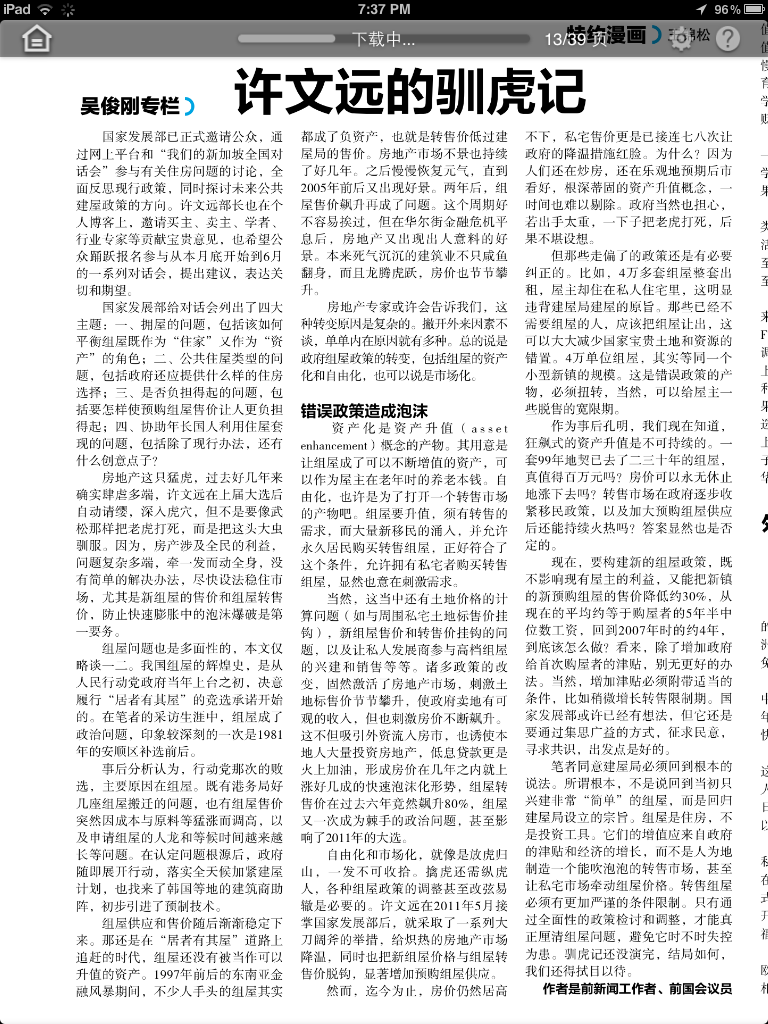 iPad
7:37 PM
96%
下载中...
13/39 页
特约漫画
吴俊刚专栏
许文远的驯虎记
国家发展部已正式邀请公众，通
过网上平台和“我们的新加坡全国对
话会”参与有关住房问题的讨论，全
面反思现行政策，同时探讨未来公共
建屋政策的方向。许文远部长也在个
人博客上，邀请买主、卖主、学者、
行业专家等贡献宝贵意见，也希望公
众踊跃报名参与从本月底开始到6月
的一系列对话会，提出建议，表达关
切和期望。
国家发展部给对话会列出了四大
主题：一、拥屋的问题，包括该如何
平衡组屋既作为“住家”又作为“资
产”的角色；二、公共住屋类型的问
题，包括政府还应提供什么样的住房
选择；三、是否负担得起的问题，包
括要怎样使预购组屋售价让人更负担
得起；四、协助年长国人利用住屋套
现的问题，包括除了现行办法，还有
什么创意点子？
房地产这只猛虎，过去好几年来
确实肆虐多端，许文远在上届大选后
自动请缨，深入虎穴，但不是要像武
松那样把老虎打死，而是把这头大虫
驯服。因为，房产涉及全民的利益，
问题复杂多端，牵一发而动全身，没
有简单的解决办法，尽快设法稳住市
场，尤其是新组屋的售价和组屋转售
价，防止快速膨胀中的泡沫爆破是第
一要务。
组屋问题也是多面性的，本文仅
略谈一二。我国组屋的辉煌史，是从
人民行动党政府当年上台之初，决意
履行“居者有其屋”的竞选承诺开始
的。在笔者的采访生涯中，组屋成了
政治问题，印象较深刻的一次是1981
年的安顺区补选前后。
事后分析认为，行动党那次的败
选，主要原因在组屋。既有港务局好
几座组屋搬迁的问题，也有组屋售价
突然因成本与原料等猛涨而调高，以
及申请组屋的人龙和等候时间越来越
长等问题。在认定问题根源后，政府
随即展开行动，落实全天候加紧建屋
计划，也找来了韩国等地的建筑商助
阵，初步引进了预制技术。
组屋供应和售价随后渐渐稳定下
来。那还是在“居者有其屋”道路上
追赶的时代，组屋还没有被当作可以
升值的资产。1997年前后的东南亚金
融风暴期间，不少人手头的组屋其实
都成了负资产，也就是转售价低过建
屋局的售价。房地产市场不景也持续
了好几年。之后慢慢恢复元气，直到
2005年前后又出现好景。两年后，组
屋售价飙升再成了问题。这个周期好
不容易挨过，但在华尔街金融危机平
息后，房地产又出现出人意料的好
景。本来死气沉沉的建筑业不只咸鱼
翻身，而且龙腾虎跃，房价也节节攀
升。
房地产专家或许会告诉我们，这
种转变原因是复杂的。撇开外来因素不
谈，单单内在原因就有多种。总的说是
政府组屋政策的转变，包括组屋的资产
化和自由化，也可以说是市场化。
错误政策造成泡沫
资产化是资产升值（asset
enhancement）概念的产物。其用意是
让组屋成了可以不断增值的资产，可
以作为屋主在老年时的养老本钱。自
由化，也许是为了打开一个转售市场
的产物吧。组屋要升值，须有转售的
需求，而大量新移民的涌入，并允许
永久居民购买转售组屋，正好符合了
这个条件，允许拥有私宅者购买转售
组屋，显然也意在刺激需求。
当然，这当中还有土地价格的计
算问题（如与周围私宅土地标售价挂
钩），新组屋售价和转售价挂钩的问
题，以及让私人发展商参与高档组屋
的兴建和销售等等。诸多政策的改
变，固然激活了房地产市场，刺激土
地标售价节节攀升，使政府卖地有可
观的收入，但也刺激房价不断飙升。
这不但吸引外资流入房市，也诱使本
地人大量投资房地产，低息贷款更是
火上加油，形成房价在几年之内就上
涨好几成的快速泡沫化形势，组屋转
售价在过去六年竟然飙升80%，组屋
又一次成为棘手的政治问题，甚至影
响了2011年的大选。
自由化和市场化，就像是放虎归
山，一发不可收拾。擒虎还需纵虎
人，各种组屋政策的调整甚至改弦易
辙是必要的。许文远在2011年5月接
掌国家发展部后，就采取了一系列大
刀阔斧的举措，给炽热的房地产市场
降温，同时也把新组屋价格与组屋转
售价脱钩，显著增加预购组屋供应。
然而，迄今为止，房价仍然居高
不下，私宅售价更是已接连七八次让
政府的降温措施红脸。为什么？因为
人们还在炒房，还在乐观地预期后市
看好，根深蒂固的资产升值概念，一
时间也难以剔除。政府当然也担心，
若出手太重，一下子把老虎打死，后
果不堪设想。
但那些走偏了的政策还是有必要
纠正的。比如，4万多套组屋整套出
租，屋主却住在私人住宅里，这明显
违背建屋局建屋的原旨。那些已经不
需要组屋的人，应该把组屋让出，这
可以大大减少国家宝贵土地和资源的
错置。4万单位组屋，其实等同一个
小型新镇的规模。这是错误政策的产
物，必须扭转，当然，可以给屋主一
些脱售的宽限期。
作为事后孔明，我们现在知道，
狂飙式的资产升值是不可持续的。一
套99年地契已去了二三十年的组屋，
真值得百万元吗？房价可以永无休止
地涨下去吗？转售市场在政府逐步收
紧移民政策，以及加大预购组屋供应
后还能持续火热吗？答案显然也是否
定的。
现在，要构建新的组屋政策，既
不影响现有屋主的利益，又能把新镇
的新预购组屋的售价降低约30%，从
现在的平均约等于购屋者的5年半中
位数工资，回到2007年时的约4年，
到底该怎么做？看来，除了增加政府
给首次购屋者的津贴，别无更好的办
法。当然，增加津贴必须附带适当的
条件，比如稍微增长转售限制期。国
家发展部或许已经有想法，但它还是
要通过集思广益的方式，征求民意，
寻求共识，出发点是好的。
笔者同意建屋局必须回到根本的
说法。所谓根本，不是说回到当初只
兴建非常“简单”的组屋，而是回归
建屋局设立的宗旨。组屋是住房，不
是投资工具。它们的增值应来自政府
的津贴和经济的增长，而不是人为地
制造一个能吹泡泡的转售市场，甚至
让私宅市场牵动组屋价格。转售组屋
必须有更加严谨的条件限制。只有通
过全面性的政策检讨和调整，才能真
正厘清组屋问题，避免它时不时失控
为患。驯虎记还没演完，结局如何，
我们还得拭目以待。
作者是前新闻工作者、前国会议员